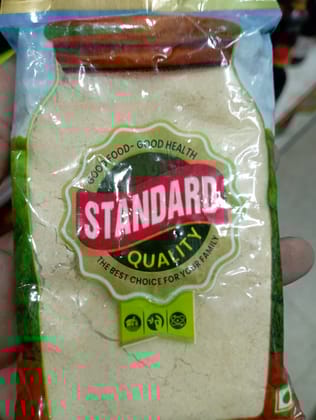 GOOD FOOD- GOOD HEALTH
STANDARD
QUALITY
THE BEST CHOICE FOR YOUR FAMILY